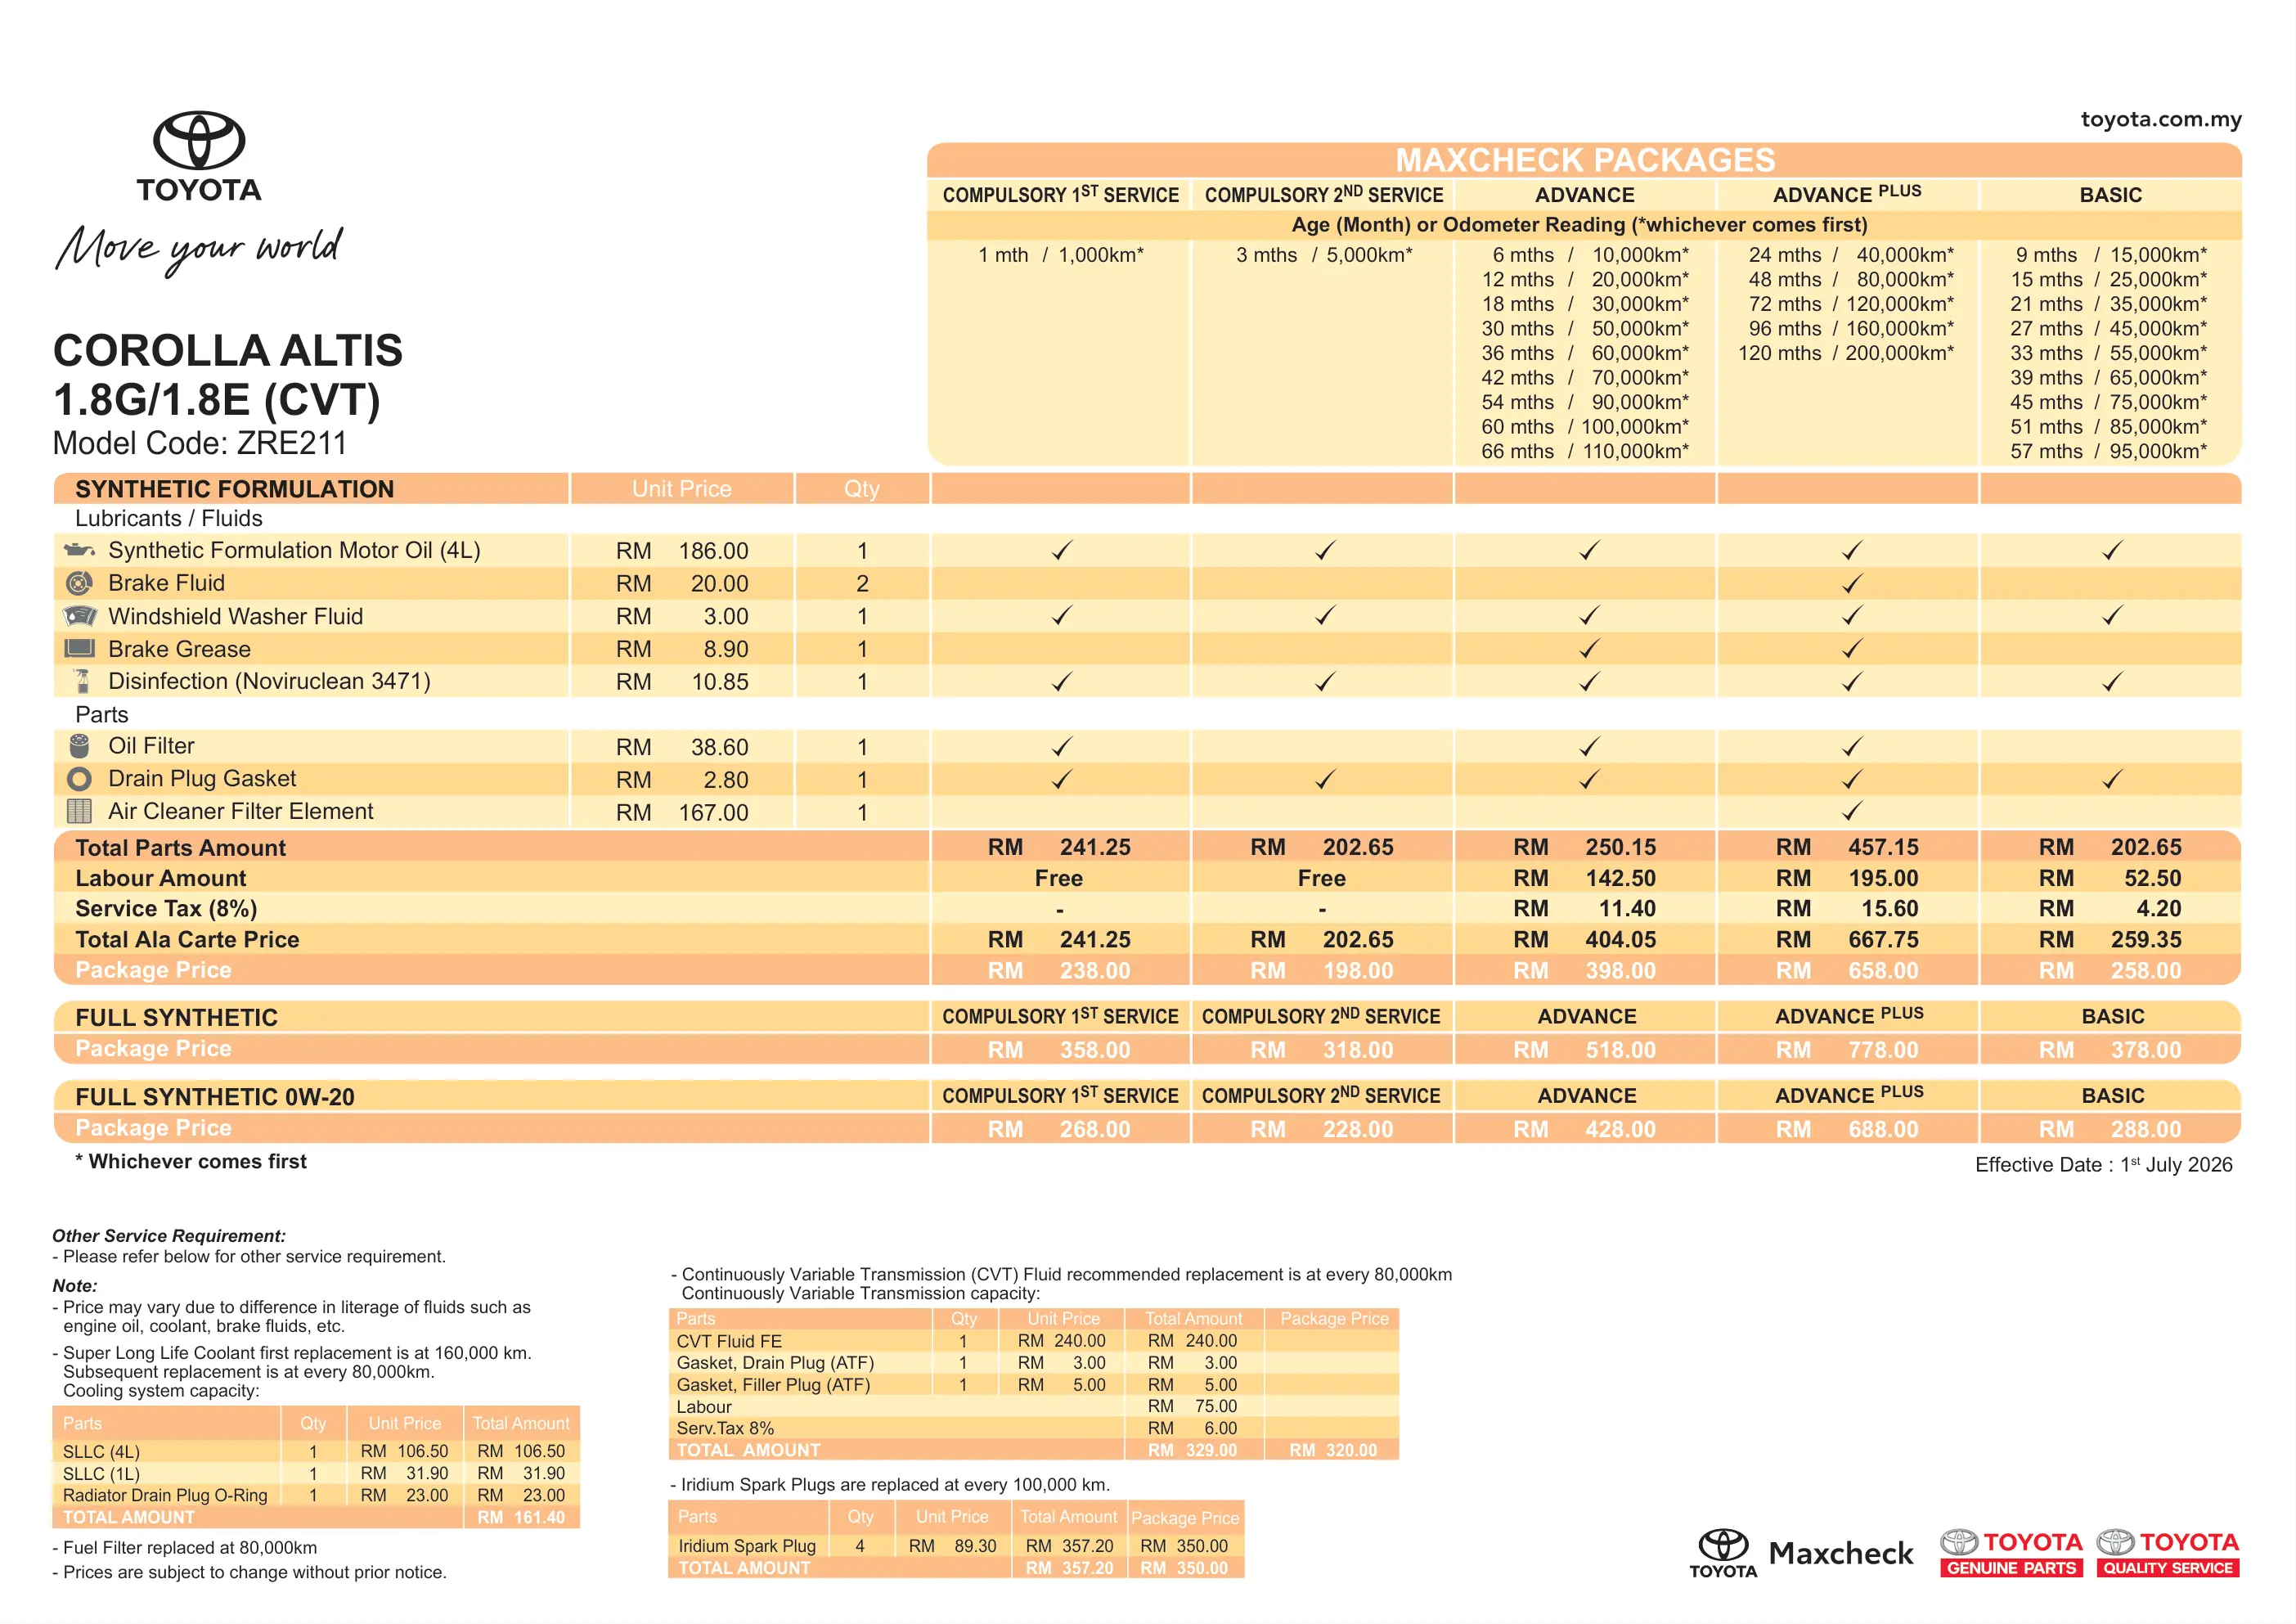 toyota.com.my
TOYOTA
Move your world
COROLLA ALTIS
1.8G/1.8E (CVT)
Model Code: ZRE211
MAXCHECK PACKAGES
COMPULSORY 1ST SERVICE COMPULSORY 2ND SERVICE ADVANCE ADVANCE PLUS BASIC
Age (Month) or Odometer Reading (*whichever comes first)
1 mth / 1,000km* 3 mths / 5,000km* 6 mths / 10,000km* 24 mths / 40,000km* 9 mths / 15,000km*
12 mths / 20,000km* 48 mths / 80,000km* 15 mths / 25,000km*
18 mths / 30,000km* 72 mths / 120,000km* 21 mths / 35,000km*
30 mths / 50,000km* 96 mths / 160,000km* 27 mths / 45,000km*
36 mths / 60,000km* 120 mths / 200,000km* 33 mths / 55,000km*
42 mths / 70,000km* 39 mths / 65,000km*
54 mths / 90,000km* 45 mths / 75,000km*
60 mths / 100,000km* 51 mths / 85,000km*
66 mths / 110,000km* 57 mths / 95,000km*
SYNTHETIC FORMULATION Unit Price Qty
Lubricants / Fluids
Synthetic Formulation Motor Oil (4L) RM 186.00 1 ✓ ✓ ✓ ✓ ✓
Brake Fluid RM 20.00 2 ✓
Windshield Washer Fluid RM 3.00 1 ✓ ✓ ✓ ✓ ✓
Brake Grease RM 8.90 1 ✓ ✓
Disinfection (Noviruclean 3471) RM 10.85 1 ✓ ✓ ✓ ✓ ✓
Parts
Oil Filter RM 38.60 1 ✓ ✓ ✓
Drain Plug Gasket RM 2.80 1 ✓ ✓ ✓ ✓ ✓
Air Cleaner Filter Element RM 167.00 1 ✓
Total Parts Amount RM 241.25 RM 202.65 RM 250.15 RM 457.15 RM 202.65
Labour Amount Free Free RM 142.50 RM 195.00 RM 52.50
Service Tax (8%) - - RM 11.40 RM 15.60 RM 4.20
Total Ala Carte Price RM 241.25 RM 202.65 RM 404.05 RM 667.75 RM 259.35
Package Price RM 238.00 RM 198.00 RM 398.00 RM 658.00 RM 258.00
FULL SYNTHETIC COMPULSORY 1ST SERVICE COMPULSORY 2ND SERVICE ADVANCE ADVANCE PLUS BASIC
Package Price RM 358.00 RM 318.00 RM 518.00 RM 778.00 RM 378.00
FULL SYNTHETIC 0W-20 COMPULSORY 1ST SERVICE COMPULSORY 2ND SERVICE ADVANCE ADVANCE PLUS BASIC
Package Price RM 268.00 RM 228.00 RM 428.00 RM 688.00 RM 288.00
* Whichever comes first
Effective Date : 1st July 2026
Other Service Requirement:
- Please refer below for other service requirement.
Note:
- Price may vary due to difference in literage of fluids such as
engine oil, coolant, brake fluids, etc.
- Super Long Life Coolant first replacement is at 160,000 km.
Subsequent replacement is at every 80,000km.
Cooling system capacity:
Parts Qty Unit Price Total Amount
SLLC (4L) 1 RM 106.50 RM 106.50
SLLC (1L) 1 RM 31.90 RM 31.90
Radiator Drain Plug O-Ring 1 RM 23.00 RM 23.00
TOTAL AMOUNT RM 161.40
- Fuel Filter replaced at 80,000km
- Prices are subject to change without prior notice.
- Continuously Variable Transmission (CVT) Fluid recommended replacement is at every 80,000km
Continuously Variable Transmission capacity:
Parts Qty Unit Price Total Amount Package Price
CVT Fluid FE 1 RM 240.00 RM 240.00
Gasket, Drain Plug (ATF) 1 RM 3.00 RM 3.00
Gasket, Filler Plug (ATF) 1 RM 5.00 RM 5.00
Labour RM 75.00
Serv.Tax 8% RM 6.00
TOTAL AMOUNT RM 329.00 RM 320.00
- Iridium Spark Plugs are replaced at every 100,000 km.
Parts Qty Unit Price Total Amount Package Price
Iridium Spark Plug 4 RM 89.30 RM 357.20 RM 350.00
TOTAL AMOUNT RM 357.20 RM 350.00
TOYOTA
Maxcheck
TOYOTA
GENUINE PARTS
TOYOTA
QUALITY SERVICE